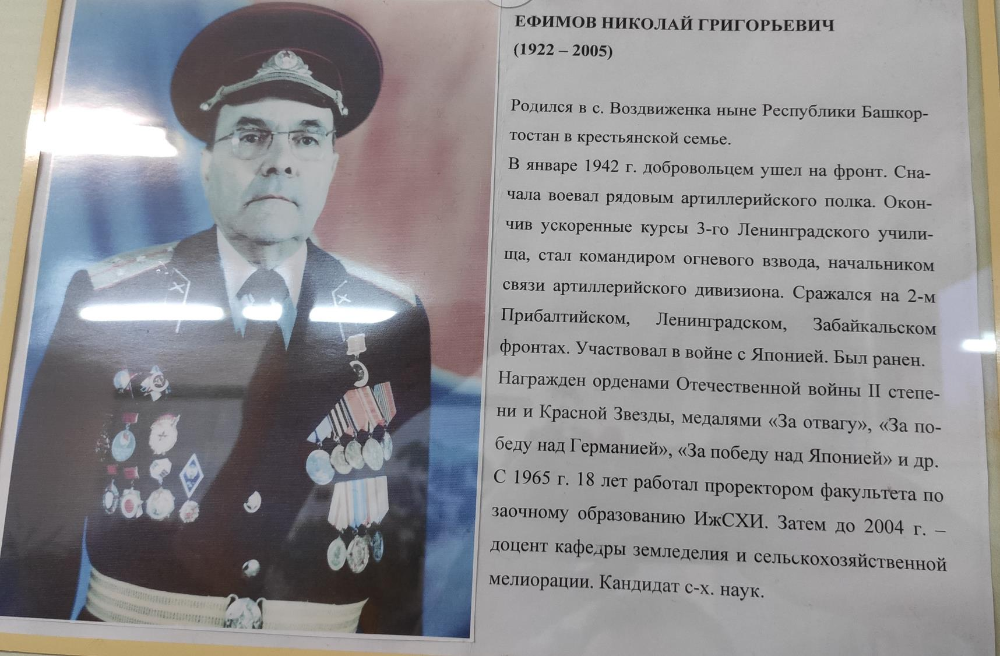 ЕФИМОВ НИКОЛАЙ ГРИГОРЬЕВИЧ
(1922 – 2005)
Родился в с. Воздвиженка ныне Республики Башкор-
тостан в крестьянской семье.
В январе 1942 г. добровольцем ушел на фронт. Сна-
чала воевал рядовым артиллерийского полка. Окон-
чив ускоренные курсы 3-го Ленинградского учили-
ща, стал командиром огневого взвода, начальником
связи артиллерийского дивизиона. Сражался на 2-м
Прибалтийском, Ленинградском, Забайкальском
фронтах. Участвовал в войне с Японией. Был ранен.
Награжден орденами Отечественной войны II степе-
ни и Красной Звезды, медалями «За отвагу», «За по-
беду над Германией», «За победу над Японией» и др.
С 1965 г. 18 лет работал проректором факультета по
заочному образованию ИжСХИ. Затем до 2004 г. –
доцент кафедры земледелия и сельскохозяйственной
мелиорации. Кандидат с-х. наук.